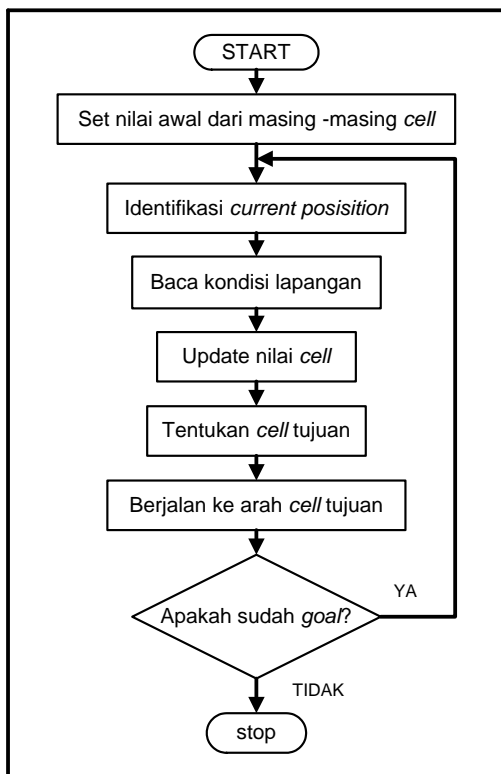 START
Set nilai awal dari masing -masing cell
Identifikasi current posisition
Baca kondisi lapangan
Update nilai cell
Tentukan cell tujuan
Berjalan ke arah cell tujuan
Apakah sudah goal?
YA
TIDAK
stop